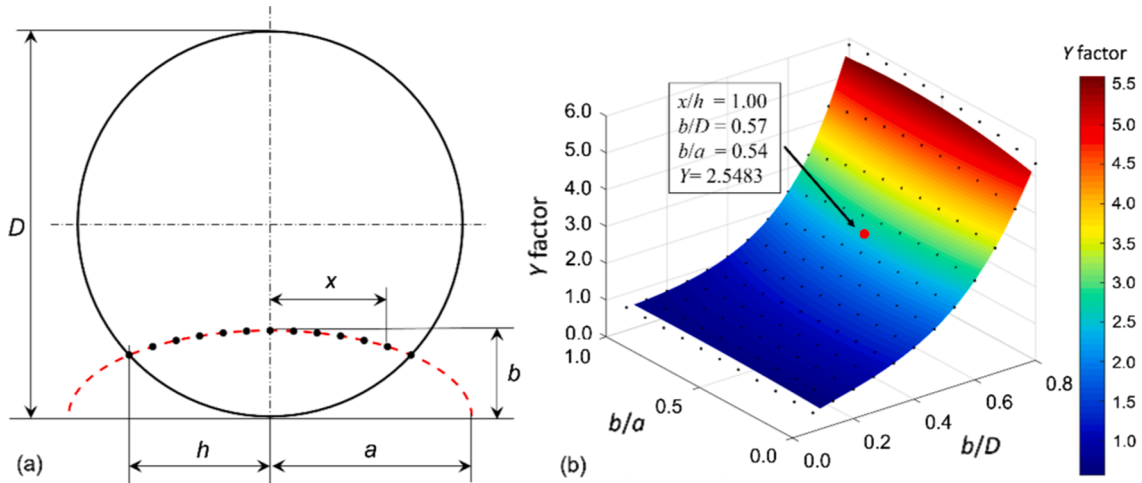 D
x
b
h
a
(a)
Y factor
x/h = 1.00
b/D = 0.57
b/a = 0.54
Y= 2.5483
6.0
5.0
4.0
3.0
2.0
1.0
0.0
Y factor
1.0
0.5
0.0
b/a
0.0
0.2
0.4
0.6
0.8
b/D
5.5
5.0
4.5
4.0
3.5
3.0
2.5
2.0
1.5
1.0
(b)